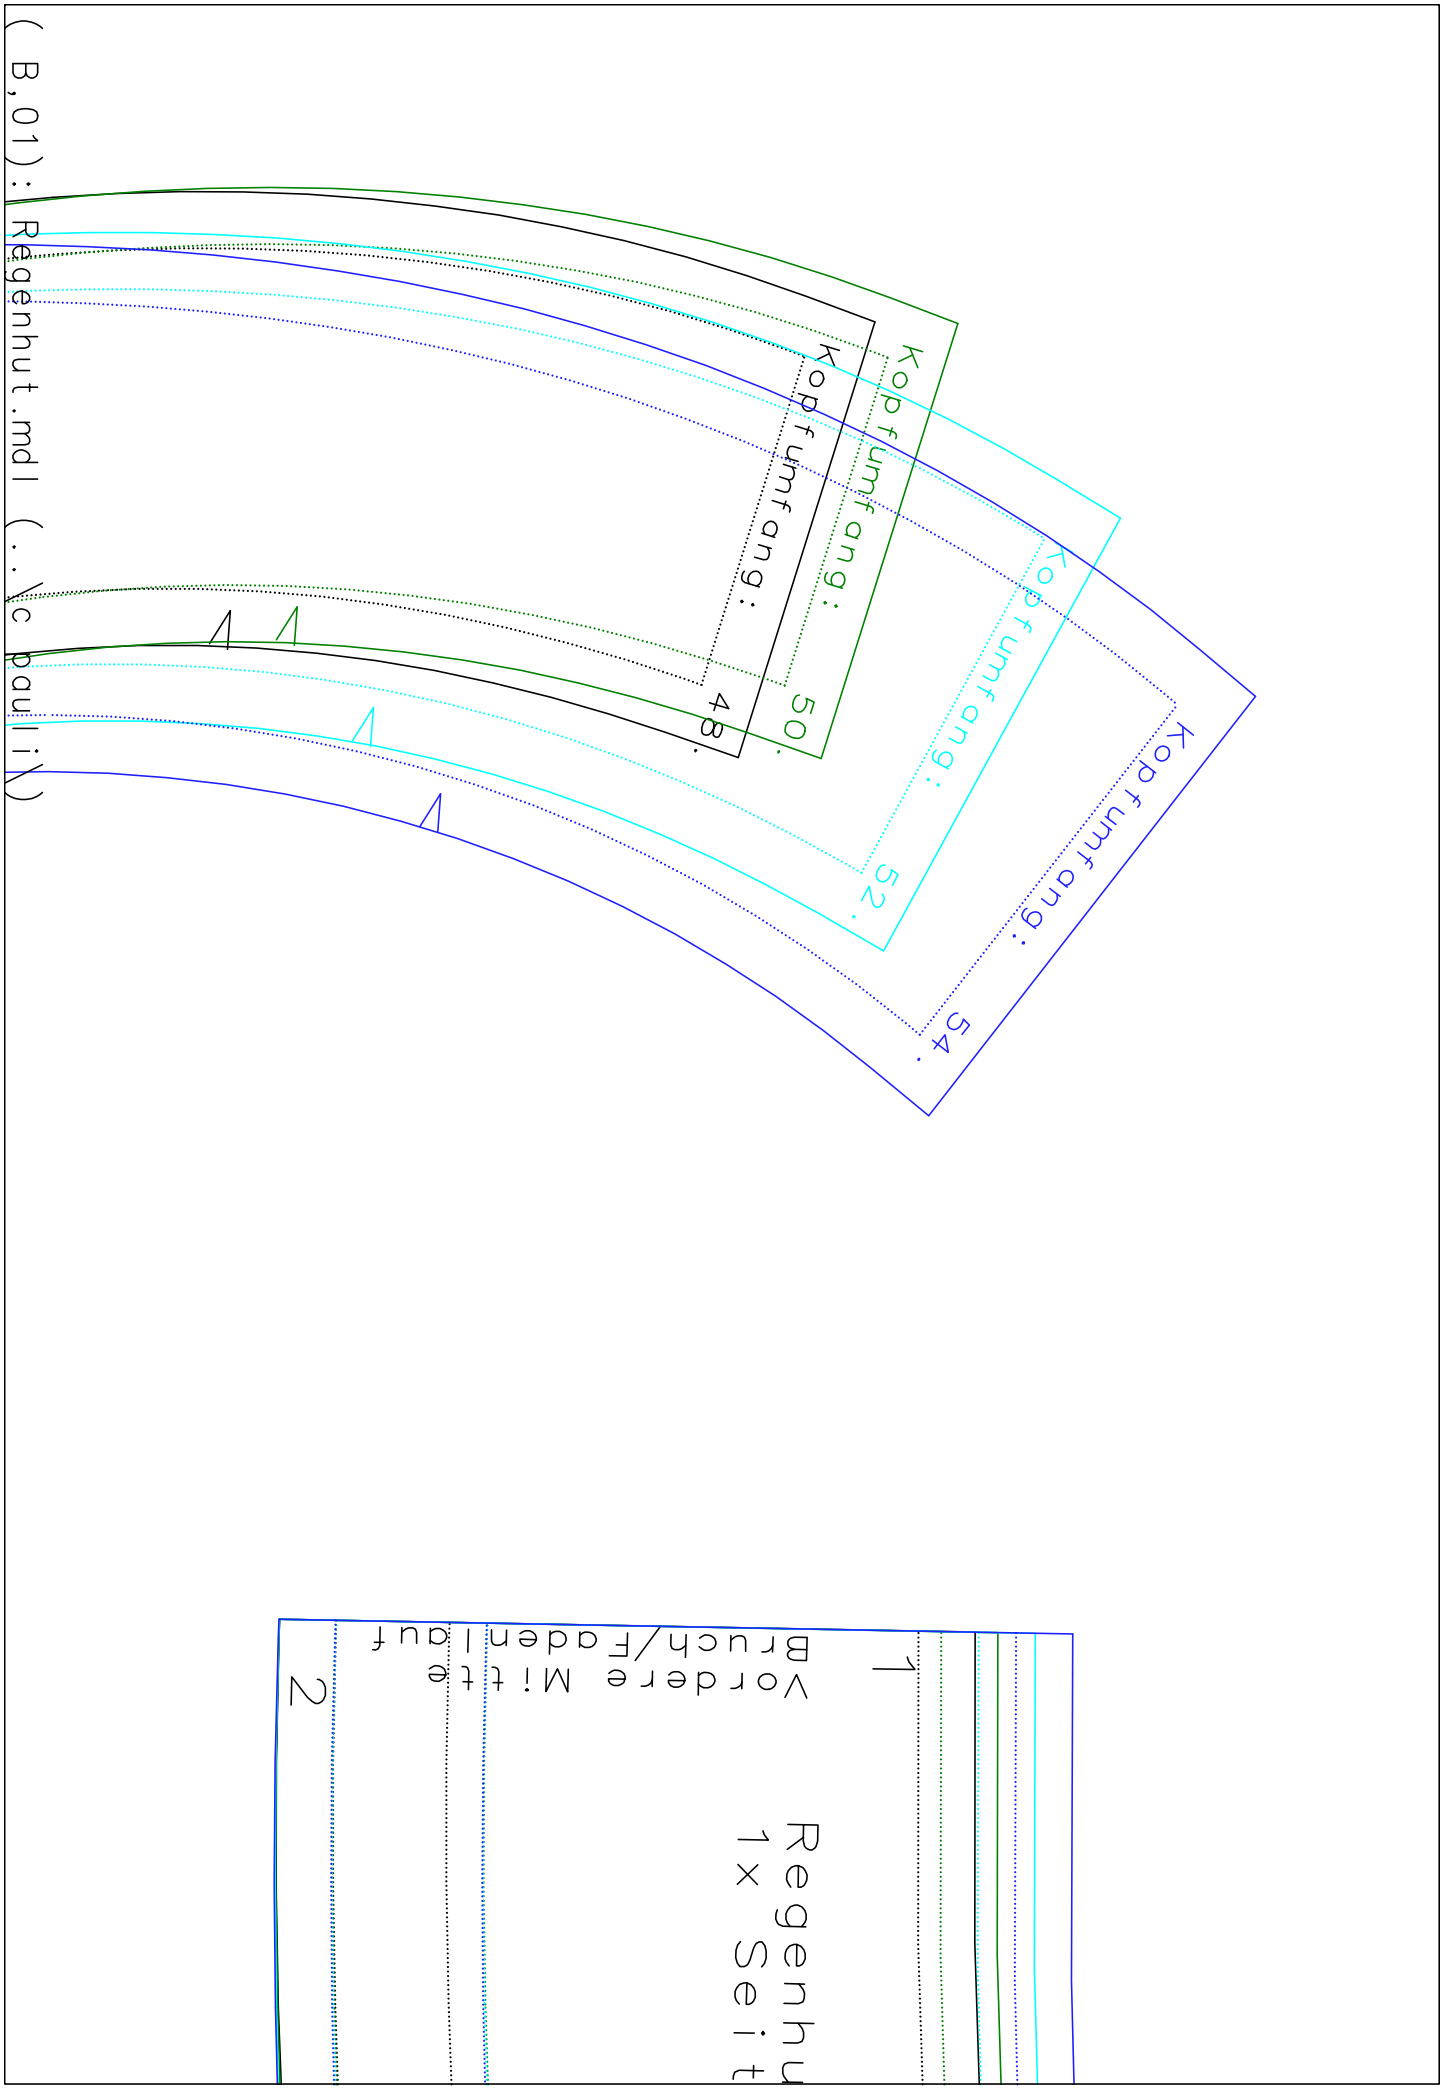 ( B,01): Regenhut.mdl (..\c pauli\)
Kopfumfang: 48.
Kopfumfang: 50.
Kopfumfang: 52.
Kopfumfang: 54.
Vordere Mitte
Bruch/Fadenlauf
1
2
Regenhu
1x Seit